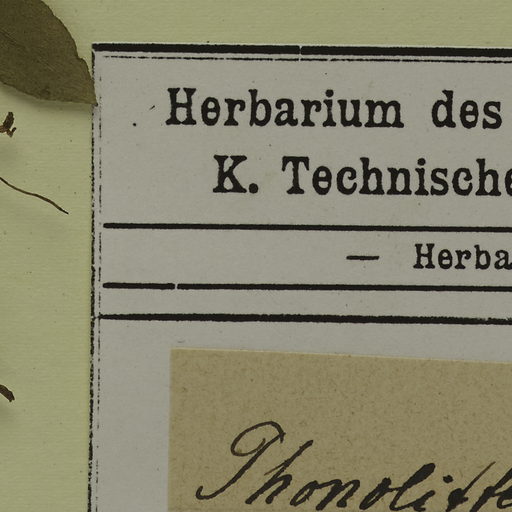 Herbarium des
K. Technische
— Herba